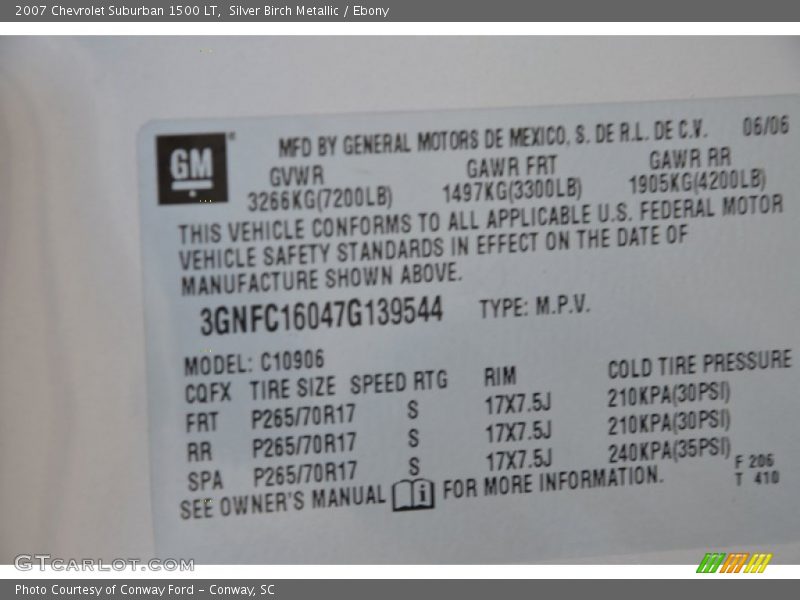 2007 Chevrolet Suburban 1500 LT,  Silver Birch Metallic / Ebony
GM
MFD BY GENERAL MOTORS DE MEXICO, S. DE R.L. DE C.V. 06/06
GVWR GAWR FRT GAWR RR
3266KG(7200LB) 1497KG(3300LB) 1905KG(4200LB)
THIS VEHICLE CONFORMS TO ALL APPLICABLE U.S. FEDERAL MOTOR
VEHICLE SAFETY STANDARDS IN EFFECT ON THE DATE OF
MANUFACTURE SHOWN ABOVE.
3GNFC16047G139544 TYPE: M.P.V.
MODEL: C10906
CQFX TIRE SIZE SPEED RTG RIM COLD TIRE PRESSURE
FRT P265/70R17 S 17X7.5J 210KPA(30PSI)
RR P265/70R17 S 17X7.5J 210KPA(30PSI)
SPA P265/70R17 S 17X7.5J 240KPA(35PSI)
SEE OWNER'S MANUAL i FOR MORE INFORMATION.
F 206
T 410
GTCARLOT.COM
Photo Courtesy of Conway Ford - Conway, SC